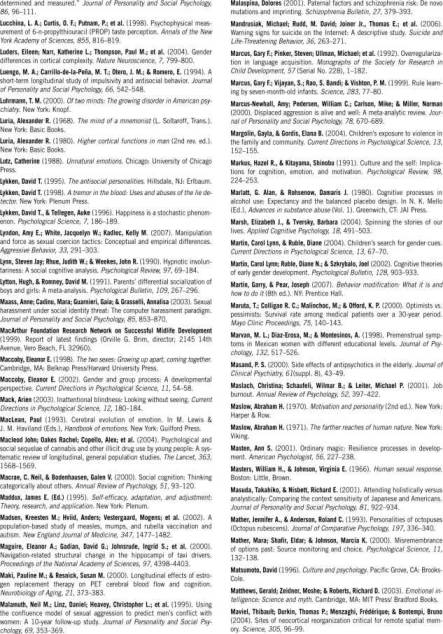 determined and measured." Journal of Personality and Social Psychology,
86, 96–111.
Lucchina, L. A.; Curtis, O. F.; Putnam, P.; et al. (1998). Psychophysical meas-
urement of 6-n-propylthiouracil (PROP) taste perception. Annals of the New
York Academy of Sciences, 855, 816–819.
Luders, Eileen; Narr, Katherine L.; Thompson, Paul M.; et al. (2004). Gender
differences in cortical complexity. Nature Neuroscience, 7, 799–800.
Luengo, M. A.; Carrillo-de-la-Peña, M. T.; Otero, J. M.; & Romero, E. (1994). A
short-term longitudinal study of impulsivity and antisocial behavior. Journal
of Personality and Social Psychology, 66, 542–548.
Luhrmann, T. M. (2000). Of two minds: The growing disorder in American psy-
chiatry. New York: Knopf.
Luria, Alexander R. (1968). The mind of a mnemonist (L. Soltaroff, Trans.).
New York: Basic Books.
Luria, Alexander R. (1980). Higher cortical functions in man (2nd rev. ed.).
New York: Basic Books.
Lutz, Catherine (1988). Unnatural emotions. Chicago: University of Chicago
Press.
Lykken, David T. (1995). The antisocial personalities. Hillsdale, NJ: Erlbaum.
Lykken, David T. (1998). A tremor in the blood: Uses and abuses of the lie de-
tector. New York: Plenum Press.
Lykken, David T., & Tellegen, Auke (1996). Happiness is a stochastic phenom-
enon. Psychological Science, 7, 186–189.
Lyndon, Amy E.; White, Jacquelyn W.; Kadlec, Kelly M. (2007). Manipulation
and force as sexual coercion tactics: Conceptual and empirical differences.
Aggressive Behavior, 33, 291–303.
Lynn, Steven Jay; Rhue, Judith W.; & Weekes, John R. (1990). Hypnotic involun-
tariness: A social cognitive analysis. Psychological Review, 97, 69–184.
Lytton, Hugh, & Romney, David M. (1991). Parents' differential socialization of
boys and girls: A meta-analysis. Psychological Bulletin, 109, 267–296.
Maass, Anne; Cadinu, Mara; Guarnieri, Gaia; & Grasselli, Annalisa (2003). Sexual
harassment under social identity threat: The computer harassment paradigm.
Journal of Personality and Social Psychology, 85, 853–870.
MacArthur Foundation Research Network on Successful Midlife Development
(1999). Report of latest findings (Orville G. Brim, director, 2145 14th
Avenue, Vero Beach, FL 32960).
Maccoby, Eleanor E. (1998). The two sexes: Growing up apart, coming together.
Cambridge, MA: Belknap Press/Harvard University Press.
Maccoby, Eleanor E. (2002). Gender and group process: A developmental
perspective. Current Directions in Psychological Science, 11, 54–58.
Mack, Arien (2003). Inattentional blindness: Looking without seeing. Current
Directions in Psychological Science, 12, 180–184.
MacLean, Paul (1993). Cerebral evolution of emotion. In M. Lewis &
J. M. Haviland (Eds.), Handbook of emotions. New York: Guilford Press.
Macleod John; Oakes Rachel; Copello, Alex; et al. (2004). Psychological and
social sequelae of cannabis and other illicit drug use by young people: A sys-
tematic review of longitudinal, general population studies. The Lancet, 363,
1568–1569.
Macrae, C. Neil, & Bodenhausen, Galen V. (2000). Social cognition: Thinking
categorically about others. Annual Review of Psychology, 51, 93–120.
Maddux, James E. (Ed.) (1995). Self-efficacy, adaptation, and adjustment:
Theory, research, and application. New York: Plenum.
Madsen, Kreesten M.; Hviid, Anders; Vestergaard, Mogens; et al. (2002). A
population-based study of measles, mumps, and rubella vaccination and
autism. New England Journal of Medicine, 347, 1477–1482.
Maguire, Eleanor A.; Gadian, David G.; Johnsrude, Ingrid S.; et al. (2000).
Navigation-related structural change in the hippocampi of taxi drivers.
Proceedings of the National Academy of Sciences, 97, 4398–4403.
Maki, Pauline M.; & Resnick, Susan M. (2000). Longitudinal effects of estro-
gen replacement therapy on PET cerebral blood flow and cognition.
Neurobiology of Aging, 21, 373–383.
Malamuth, Neil M.; Linz, Daniel; Heavey, Christopher L.; et al. (1995). Using
the confluence model of sexual aggression to predict men's conflict with
women: A 10-year follow-up study. Journal of Personality and Social Psy-
chology, 69, 353–369.
Malaspina, Dolores (2001). Paternal factors and schizophrenia risk: De novo
mutations and imprinting. Schizophrenia Bulletin, 27, 379–393.
Mandrusiak, Michael; Rudd, M. David; Joiner Jr., Thomas E.; et al. (2006).
Warning signs for suicide on the Internet: A descriptive study. Suicide and
Life-Threatening Behavior, 36, 263–271.
Marcus, Gary F.; Pinker, Steven; Ullman, Michael; et al. (1992). Overregulariza-
tion in language acquisition. Monographs of the Society for Research in
Child Development, 57 (Serial No. 228), 1–182.
Marcus, Gary F.; Vijayan, S.; Rao, S. Bandi; & Vishton, P. M. (1999). Rule learn-
ing by seven-month-old infants. Science, 283, 77–80.
Marcus-Newhall, Amy; Pedersen, William C.; Carlson, Mike; & Miller, Norman
(2000). Displaced aggression is alive and well: A meta-analytic review. Jour-
nal of Personality and Social Psychology, 78, 670–689.
Margolin, Gayla, & Gordis, Elana B. (2004). Children's exposure to violence in
the family and community. Current Directions in Psychological Science, 13,
152–155.
Markus, Hazel R., & Kitayama, Shinobu (1991). Culture and the self: Implica-
tions for cognition, emotion, and motivation. Psychological Review, 98,
224–253.
Marlatt, G. Alan, & Rohsenow, Damaris J. (1980). Cognitive processes in
alcohol use: Expectancy and the balanced placebo design. In N. K. Mello
(Ed.), Advances in substance abuse (Vol. 1). Greenwich, CT: JAI Press.
Marsh, Elizabeth J., & Tversky, Barbara (2004). Spinning the stories of our
lives. Applied Cognitive Psychology, 18, 491–503.
Martin, Carol Lynn, & Ruble, Diane (2004). Children's search for gender cues.
Current Directions in Psychological Science, 13, 67–70.
Martin, Carol Lynn; Ruble, Diane N.; & Szkrybalo, Joel (2002). Cognitive theories
of early gender development. Psychological Bulletin, 128, 903–933.
Martin, Garry, & Pear, Joseph (2007). Behavior modification: What it is and
how to do it (8th ed.). NY: Prentice Hall.
Maruta, T.; Colligan R. C.; Malinchoc, M.; & Offord, K. P. (2000). Optimists vs.
pessimists: Survival rate among medical patients over a 30-year period.
Mayo Clinic Proceedings, 75, 140–143.
Marvan, M. L.; Díaz-Erosa, M.; & Montesinos, A. (1998). Premenstrual symp-
toms in Mexican women with different educational levels. Journal of Psy-
chology, 132, 517–526.
Masand, P. S. (2000). Side effects of antipsychotics in the elderly. Journal of
Clinical Psychiatry, 61(suppl. 8), 43–49.
Maslach, Christina; Schaufeli, Wilmar B.; & Leiter, Michael P. (2001). Job
burnout. Annual Review of Psychology, 52, 397–422.
Maslow, Abraham H. (1970). Motivation and personality (2nd ed.). New York:
Harper & Row.
Maslow, Abraham H. (1971). The farther reaches of human nature. New York:
Viking.
Masten, Ann S. (2001). Ordinary magic: Resilience processes in develop-
ment. American Psychologist, 56, 227–238.
Masters, William H., & Johnson, Virginia E. (1966). Human sexual response.
Boston: Little, Brown.
Masuda, Takahiko, & Nisbett, Richard E. (2001). Attending holistically versus
analytically: Comparing the context sensitivity of Japanese and Americans.
Journal of Personality and Social Psychology, 81, 922–934.
Mather, Jennifer A., & Anderson, Roland C. (1993). Personalities of octopuses
(Octopus rubescens). Journal of Comparative Psychology, 197, 336–340.
Mather, Mara; Shafir, Eldar; & Johnson, Marcia K. (2000). Misremembrance
of options past: Source monitoring and choice. Psychological Science, 11,
132–138.
Matsumoto, David (1996). Culture and psychology. Pacific Grove, CA: Brooks-
Cole.
Matthews, Gerald; Zeidner, Moshe; & Roberts, Richard D. (2003). Emotional in-
telligence: Science and myth. Cambridge, MA: MIT Press/ Bradford Books.
Maviel, Thibault; Durkin, Thomas P.; Menzaghi, Frédérique; & Bontempi, Bruno
(2004). Sites of neocortical reorganization critical for remote spatial mem-
ory. Science, 305, 96–99.